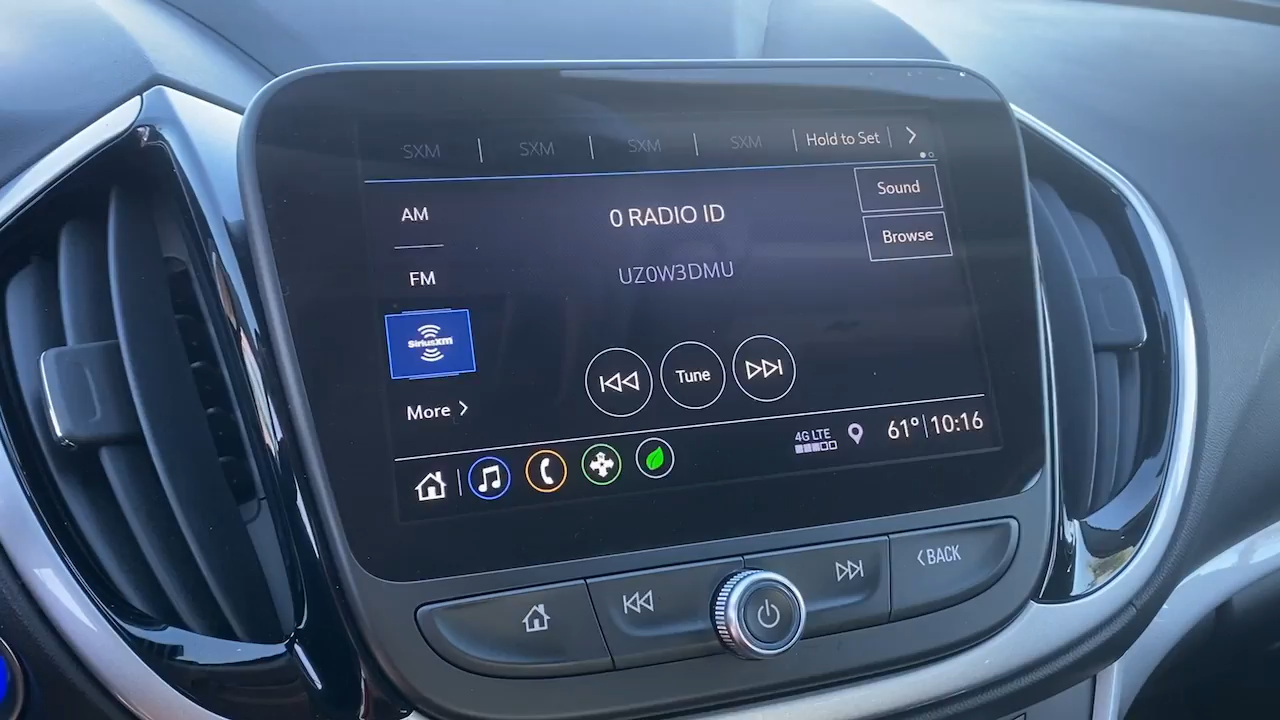 SXM | SXM | SXM | SXM | Hold to Set | >
AM
0 RADIO ID
Sound
FM
UZ0W3DMU
Browse
SiriusXM
Tune
More >
4G LTE
61° | 10:16
< BACK